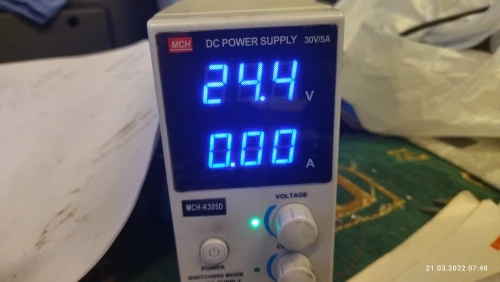 MCH DC POWER SUPPLY 30V/5A
24.4 V
0.00 A
MCH-K305D
VOLTAGE
POWER
SWITCHING MODE
21.03.2022 07:48